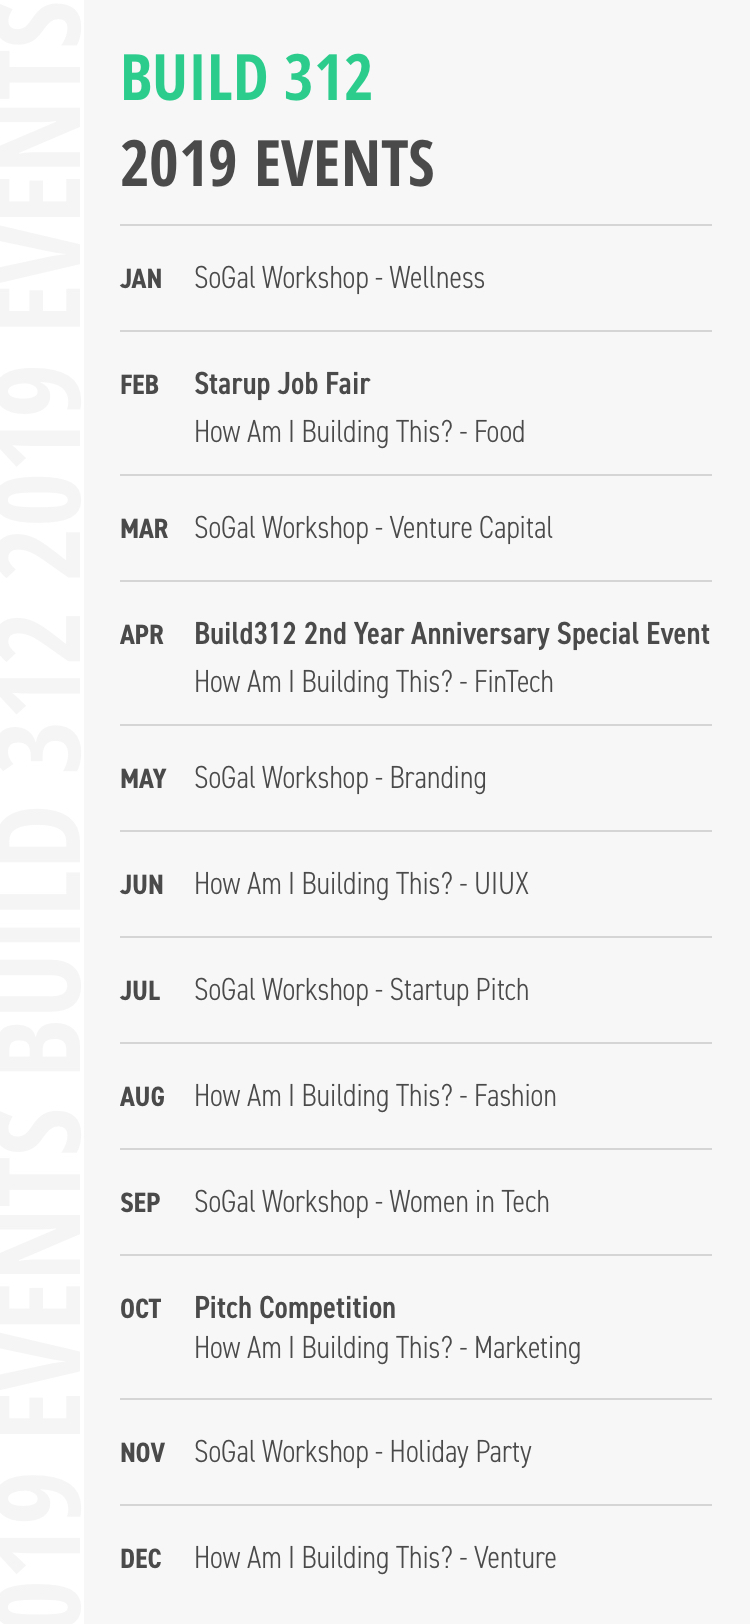 BUILD 312
2019 EVENTS
JAN SoGal Workshop - Wellness
FEB Starup Job Fair
How Am I Building This? - Food
MAR SoGal Workshop - Venture Capital
APR Build312 2nd Year Anniversary Special Event
How Am I Building This? - FinTech
MAY SoGal Workshop - Branding
JUN How Am I Building This? - UIUX
JUL SoGal Workshop - Startup Pitch
AUG How Am I Building This? - Fashion
SEP SoGal Workshop - Women in Tech
OCT Pitch Competition
How Am I Building This? - Marketing
NOV SoGal Workshop - Holiday Party
DEC How Am I Building This? - Venture
019 EVENTS BUILD 312 2019 EVENTS